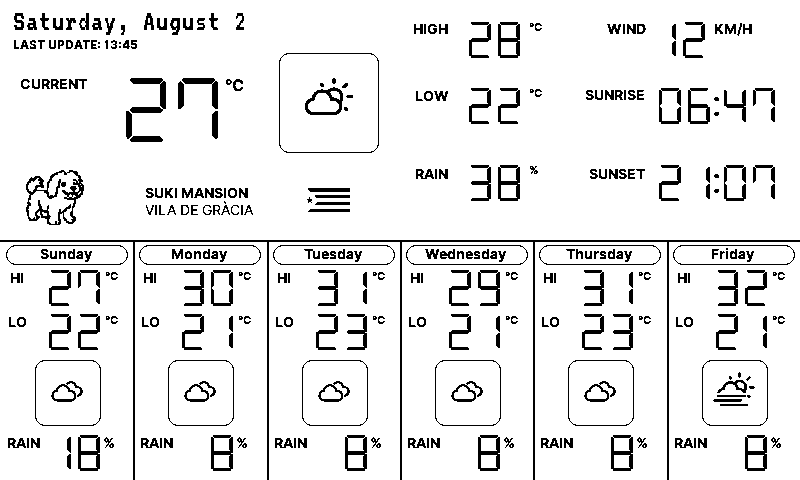 Saturday, August 2
LAST UPDATE: 13:45
CURRENT 27 °C
HIGH 28 °C
WIND 12 KM/H
LOW 22 °C
SUNRISE 06:47
RAIN 38 %
SUNSET 21:07
SUKI MANSION
VILA DE GRÀCIA
Sunday
HI 27 °C
LO 22 °C
RAIN 18 %
Monday
HI 30 °C
LO 21 °C
RAIN 8 %
Tuesday
HI 31 °C
LO 23 °C
RAIN 8 %
Wednesday
HI 29 °C
LO 21 °C
RAIN 8 %
Thursday
HI 31 °C
LO 23 °C
RAIN 8 %
Friday
HI 32 °C
LO 21 °C
RAIN 8 %